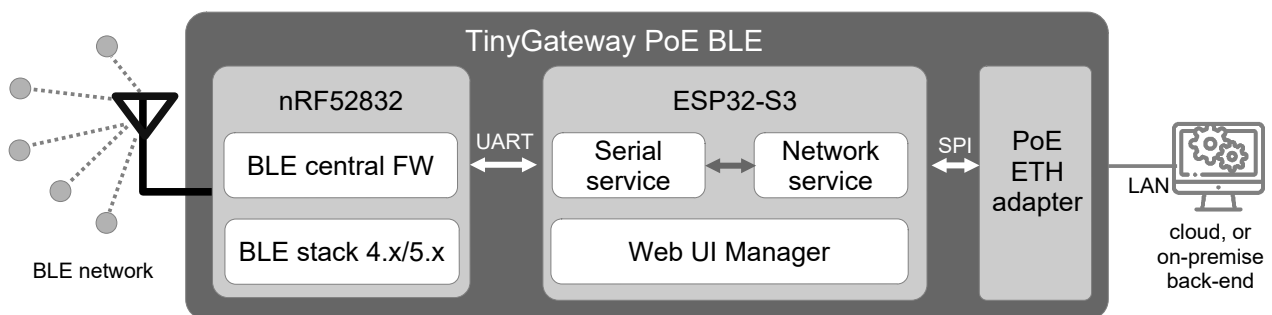 TinyGateway PoE BLE
nRF52832
BLE central FW
BLE stack 4.x/5.x
UART
ESP32-S3
Serial
service
Network
service
Web UI Manager
SPI
PoE
ETH
adapter
LAN
BLE network
cloud, or
on-premise
back-end